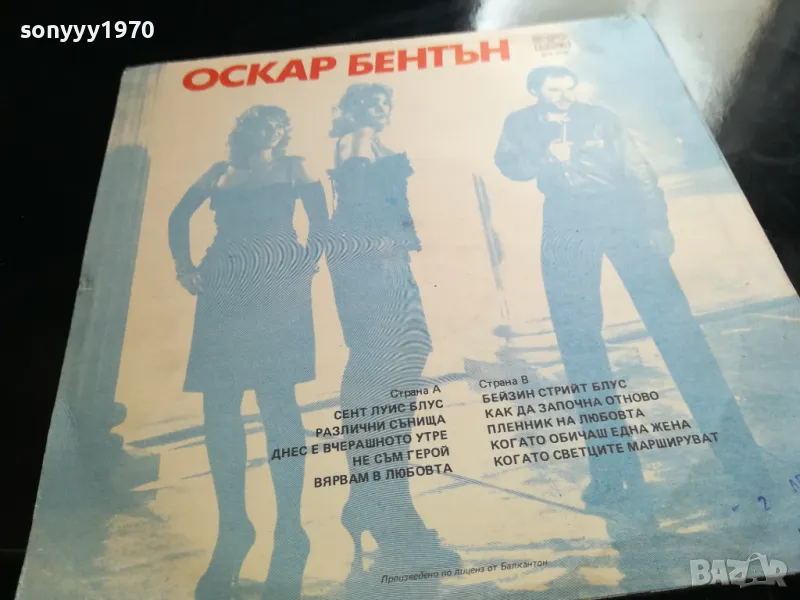 sonyyy1970
ОСКАР БЕНТЪН
Страна А
СЕНТ ЛУИС БЛУС
РАЗЛИЧНИ СЪНИЩА
ДНЕС Е ВЧЕРАШНОТО УТРЕ
НЕ СЪМ ГЕРОЙ
ВЯРВАМ В ЛЮБОВТА
Страна В
БЕЙЗИН СТРИЙТ БЛУС
КАК ДА ЗАПОЧНА ОТНОВО
ПЛЕННИК НА ЛЮБОВТА
КОГАТО ОБИЧАШ ЕДНА ЖЕНА
КОГАТО СВЕТЦИТЕ МАРШИРУВАТ
Произведено по лиценз от Балкантон
BAZAR